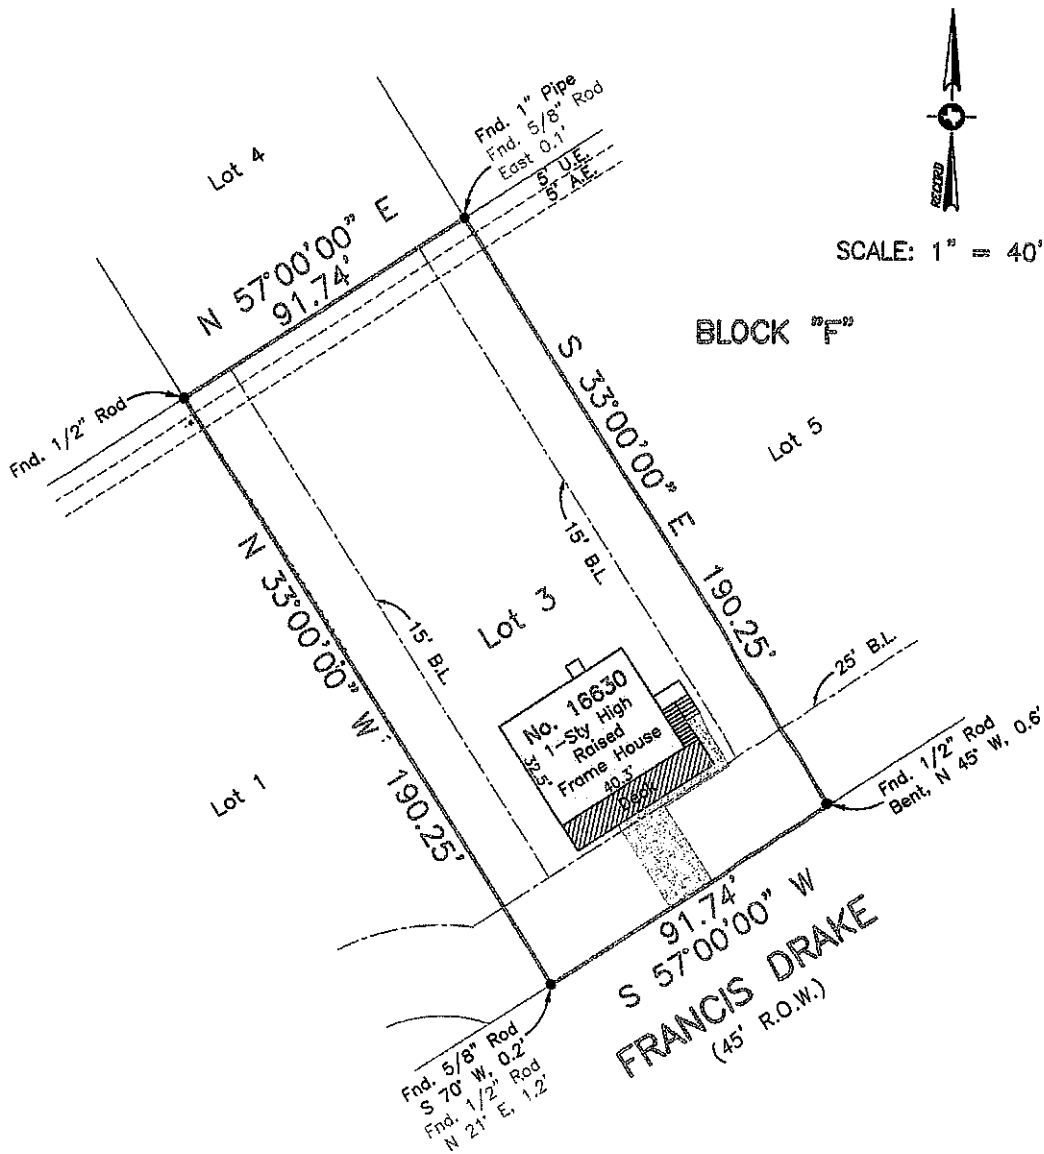 Fnd. 1" Pipe
Fnd. 5/8" Rod
East 0.1'
5' U.E.
5' A.E.
RECORD
SCALE: 1" = 40'
Lot 4
N 57°00'00" E
91.74'
BLOCK "F"
Fnd. 1/2" Rod
S 33°00'00" E 190.25'
Lot 5
15' B.L.
15' B.L.
N 33°00'00" W 190.25'
Lot 3
25' B.L.
No. 16630
1-Sty High
Raised
Frame House
32.5'
40.3'
Deck
Lot 1
Fnd. 1/2" Rod
Bent, N 45° W, 0.6'
91.74'
S 57°00'00" W
FRANCIS DRAKE
(45' R.O.W.)
Fnd. 5/8" Rod
S 70° W, 0.2'
Fnd. 1/2" Rod
N 21° E, 1.2'